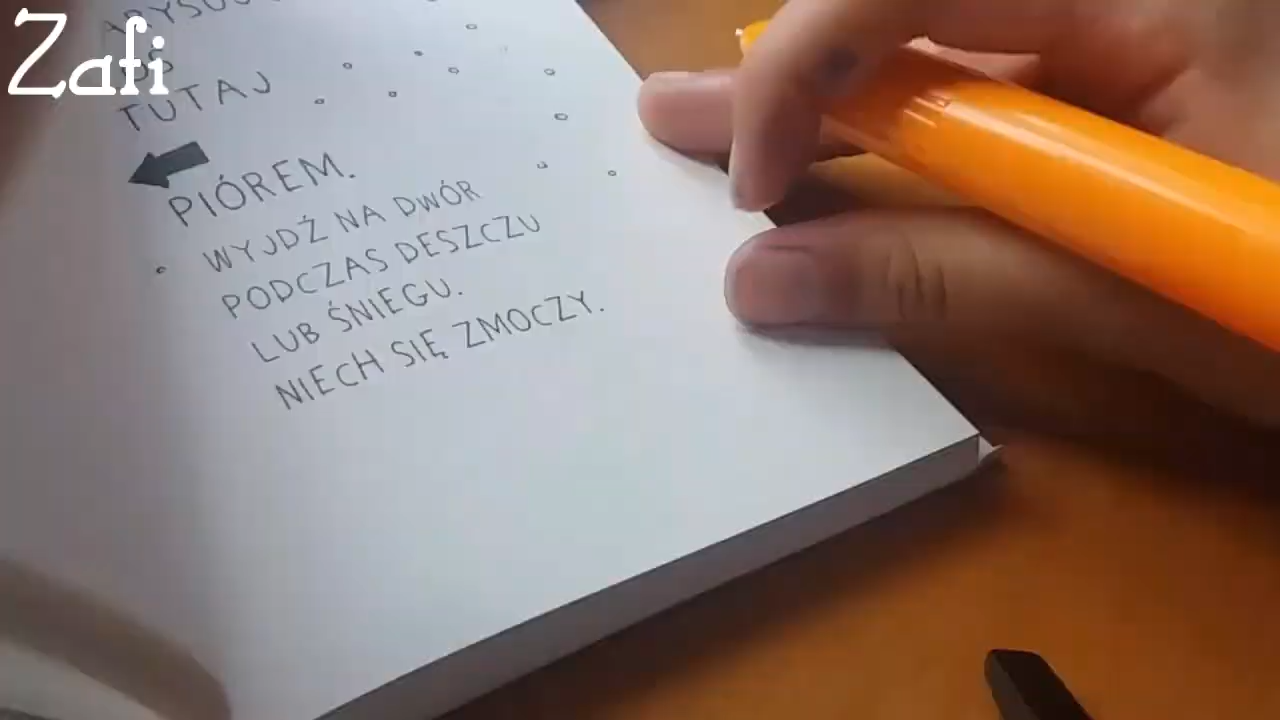 Zafi
TUTAJ
PIÓREM.
WYJDŹ NA DWÓR
PODCZAS DESZCZU
LUB ŚNIEGU.
NIECH SIĘ ZMOCZY.